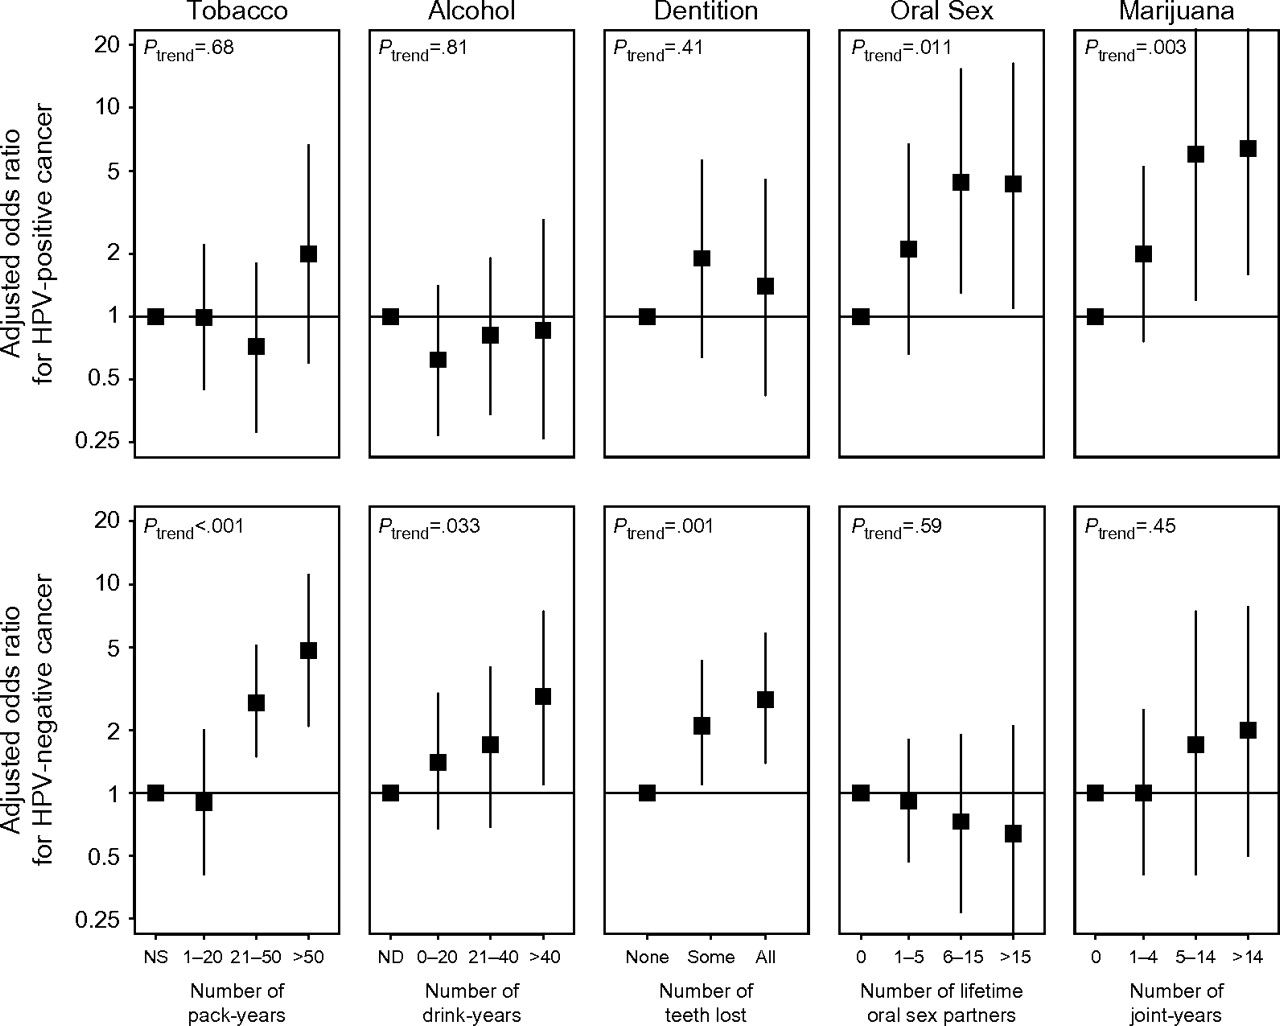 Tobacco Alcohol Dentition Oral Sex Marijuana
Adjusted odds ratio
for HPV-positive cancer
20
10
5
2
1
0.5
0.25
Ptrend=.68
Ptrend=.81
Ptrend=.41
Ptrend=.011
Ptrend=.003
Adjusted odds ratio
for HPV-negative cancer
20
10
5
2
1
0.5
0.25
Ptrend<.001
Ptrend=.033
Ptrend=.001
Ptrend=.59
Ptrend=.45
NS 1–20 21–50 >50
Number of
pack-years
ND 0–20 21–40 >40
Number of
drink-years
None Some All
Number of
teeth lost
0 1–5 6–15 >15
Number of lifetime
oral sex partners
0 1–4 5–14 >14
Number of
joint-years